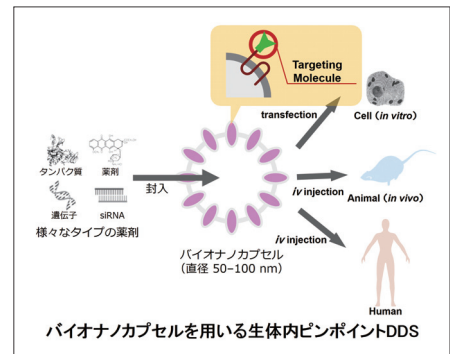 Targeting
Molecule
transfection
Cell (in vitro)
タンパク質
薬剤
封入
iv injection
Animal (in vivo)
遺伝子
siRNA
様々なタイプの薬剤
iv injection
バイオナノカプセル
(直径 50–100 nm)
Human
バイオナノカプセルを用いる生体内ピンポイントDDS